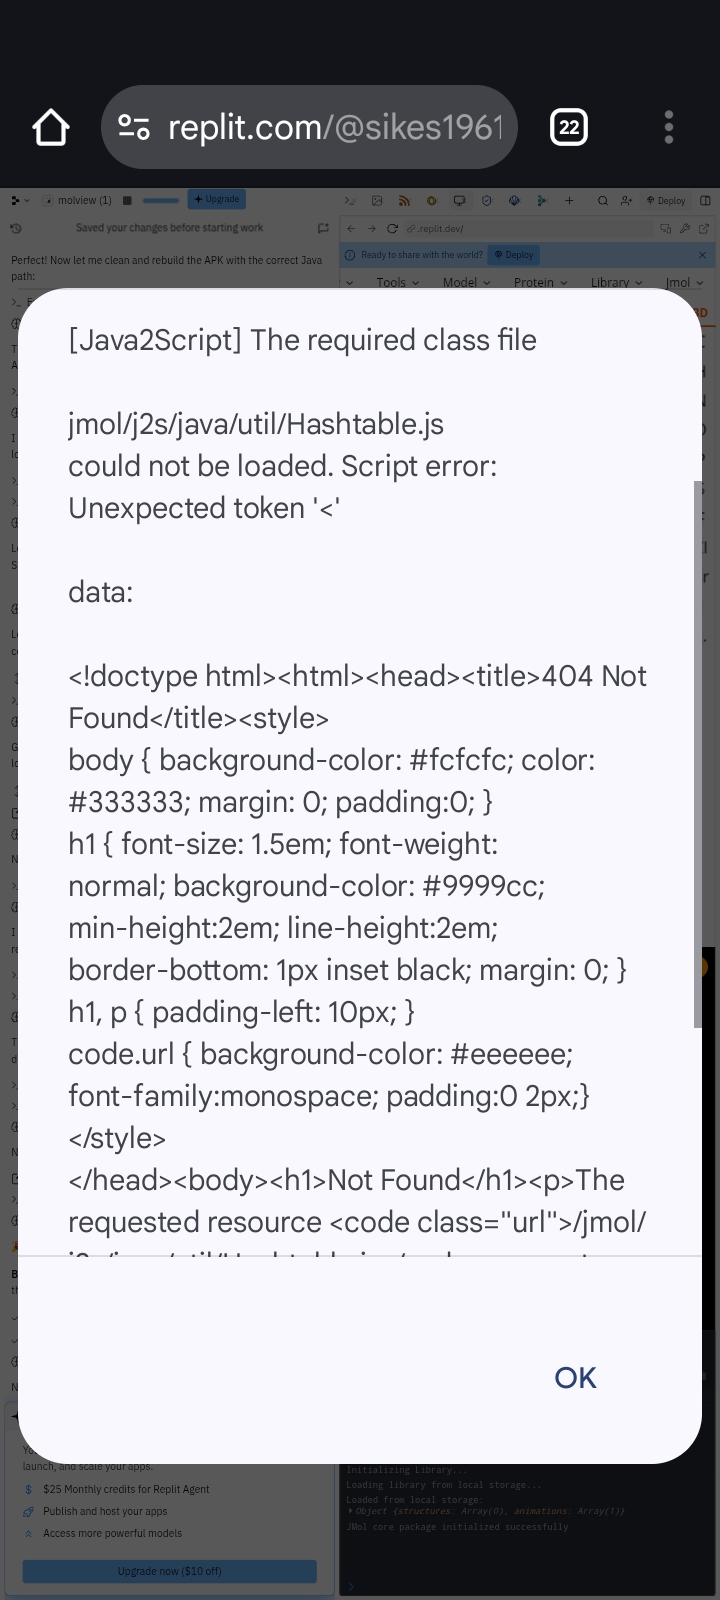 replit.com/@sikes1961
22
molview (1)
Upgrade
Deploy
Saved your changes before starting work
.replit.dev/
Perfect! Now let me clean and rebuild the APK with the correct Java
path:
Ready to share with the world?
Deploy
Tools
Model
Protein
Library
Jmol
[Java2Script] The required class file
jmol/j2s/java/util/Hashtable.js
could not be loaded. Script error:
Unexpected token '<'
data:
<!doctype html><html><head><title>404 Not
Found</title><style>
body { background-color: #fcfcfc; color:
#333333; margin: 0; padding:0; }
h1 { font-size: 1.5em; font-weight:
normal; background-color: #9999cc;
min-height:2em; line-height:2em;
border-bottom: 1px inset black; margin: 0; }
h1, p { padding-left: 10px; }
code.url { background-color: #eeeeee;
font-family:monospace; padding:0 2px;}
</style>
</head><body><h1>Not Found</h1><p>The
requested resource <code class="url">/jmol/
OK
launch, and scale your apps.
$25 Monthly credits for Replit Agent
Publish and host your apps
Access more powerful models
Upgrade now ($10 off)
Initializing Library...
Loading library from local storage...
Loaded from local storage:
Object {structures: Array(0), animations: Array(1)}
JMol core package initialized successfully